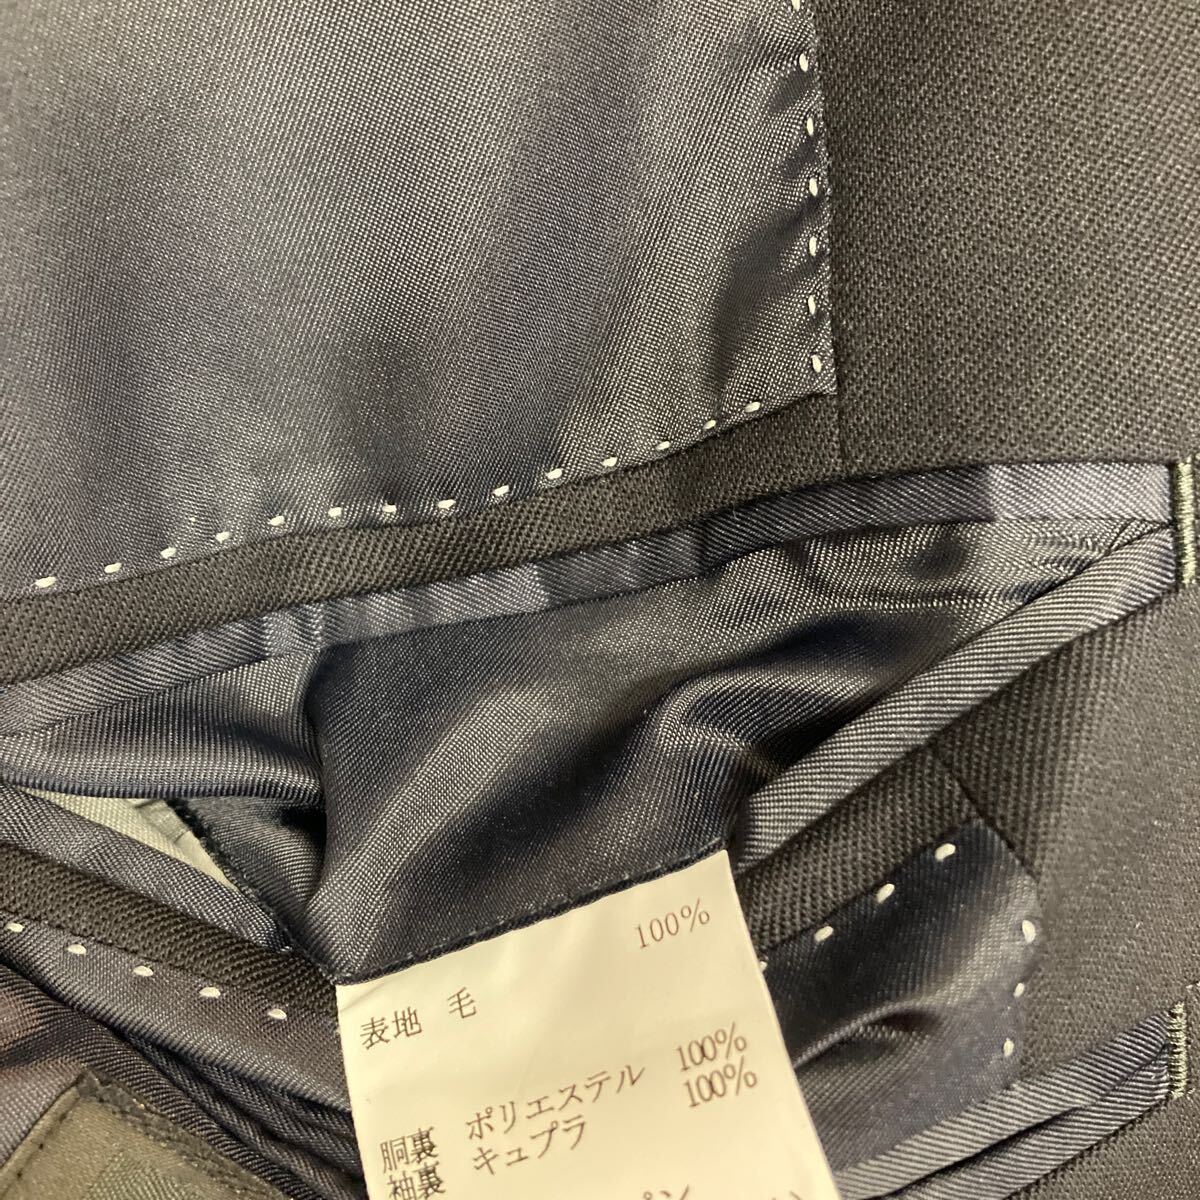 表地 毛 100%
胴裏 ポリエステル 100%
袖裏 キュプラ 100%